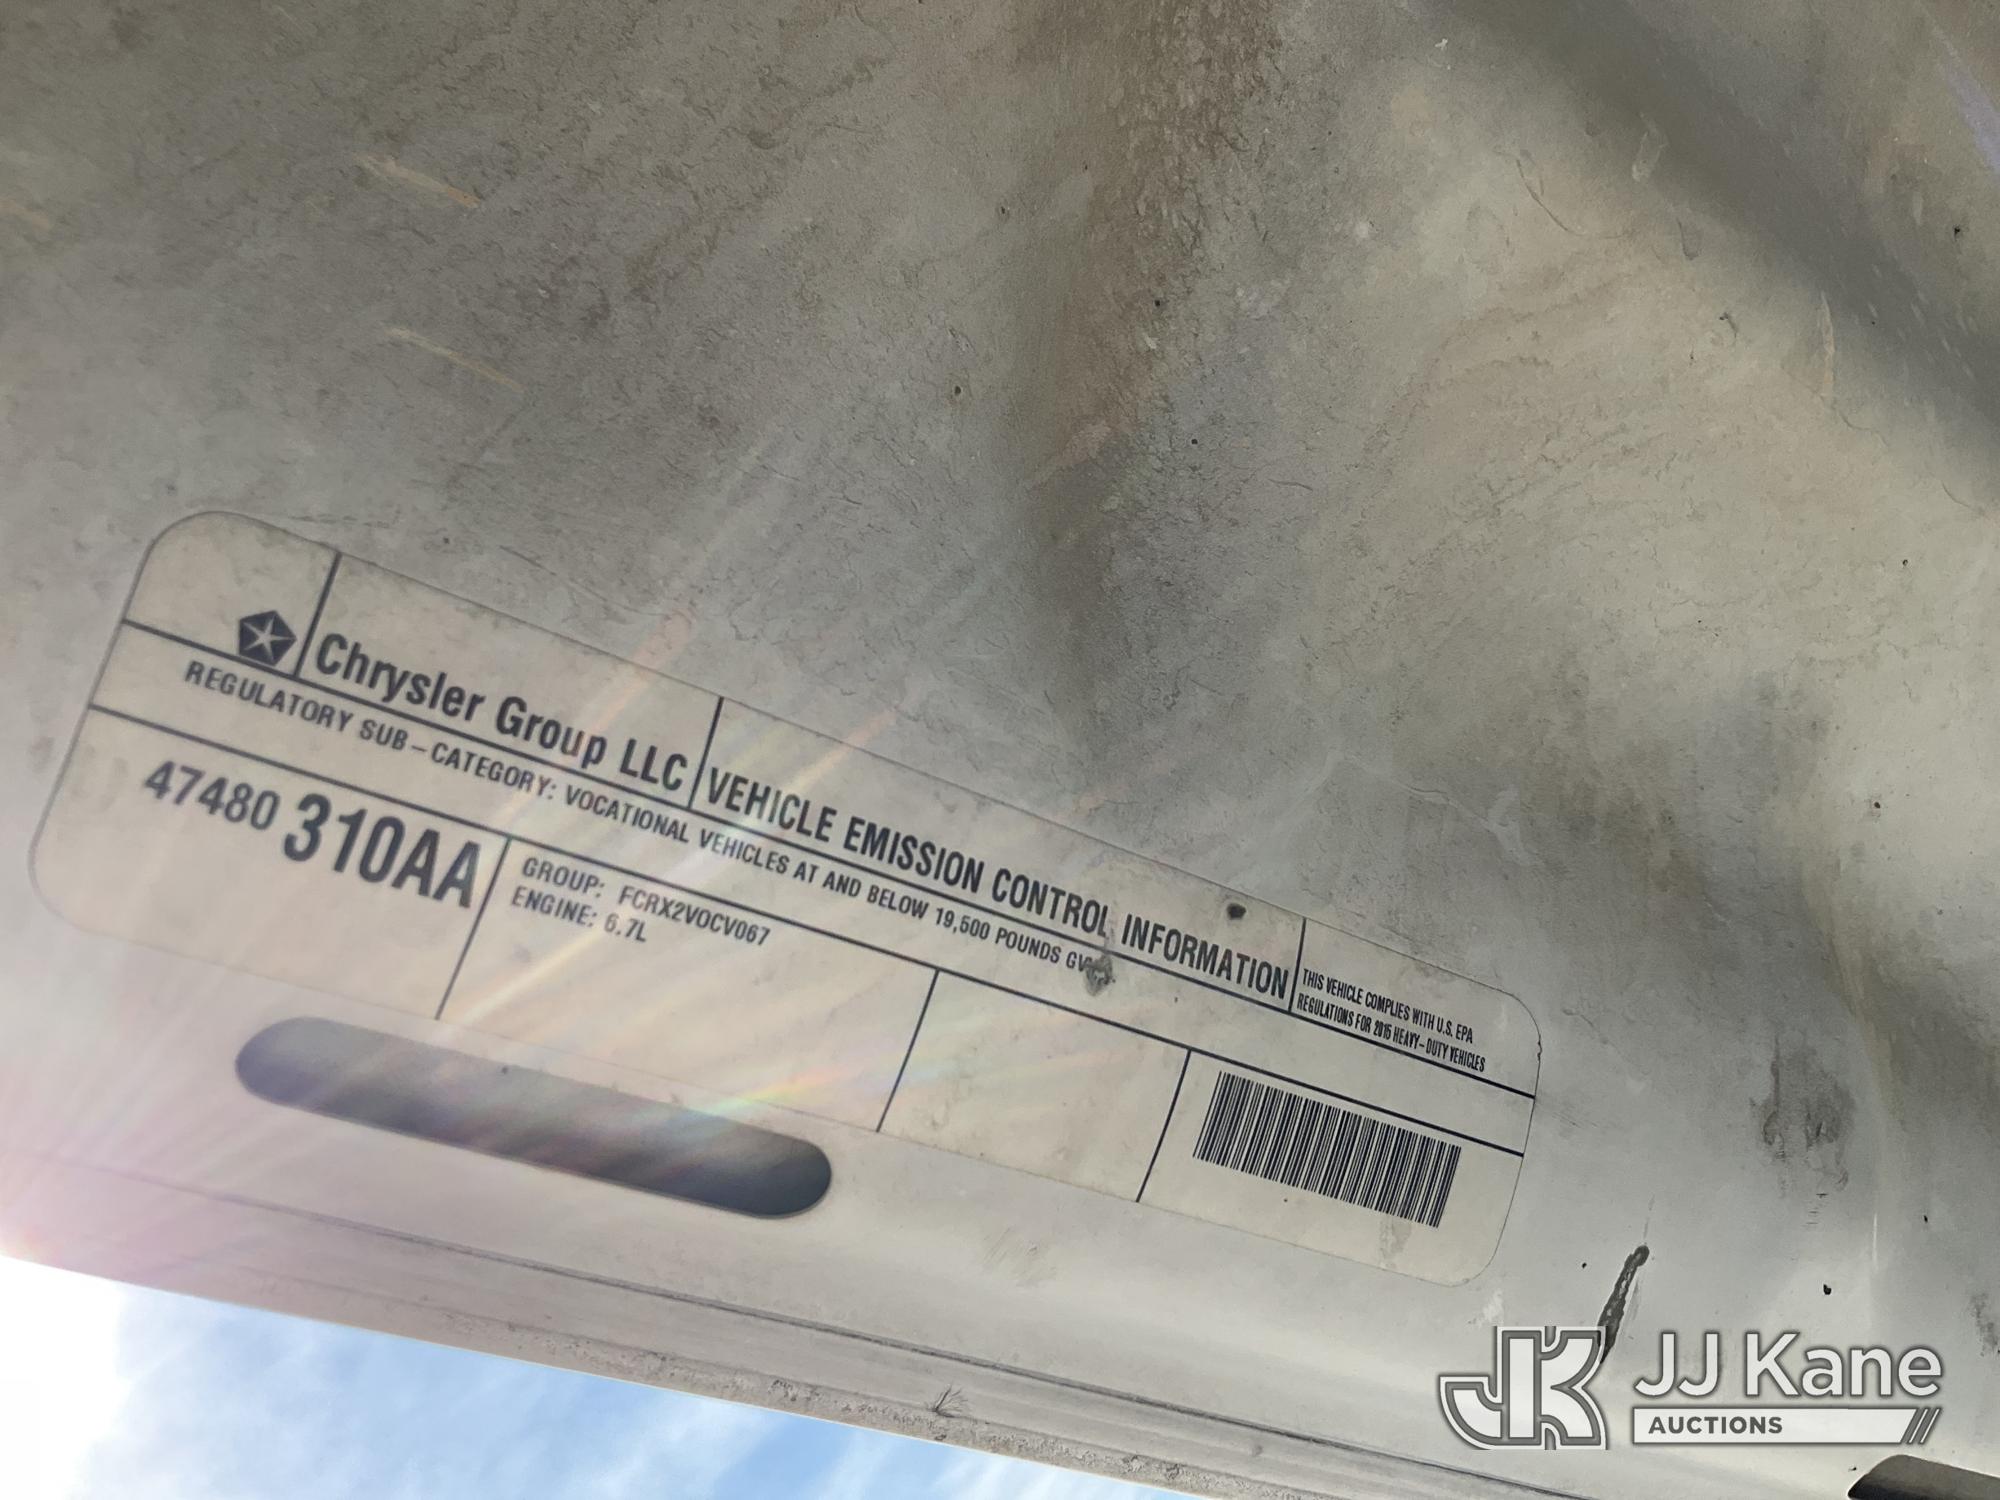 Chrysler Group LLC
VEHICLE EMISSION CONTROL INFORMATION
THIS VEHICLE COMPLIES WITH U.S. EPA
REGULATIONS FOR 2015 HEAVY-DUTY VEHICLES
REGULATORY SUB-CATEGORY: VOCATIONAL VEHICLES AT AND BELOW 19,500 POUNDS
47480 310AA
GROUP: FCRX2VOCV067
ENGINE: 6.7L
JK
JJ Kane
AUCTIONS